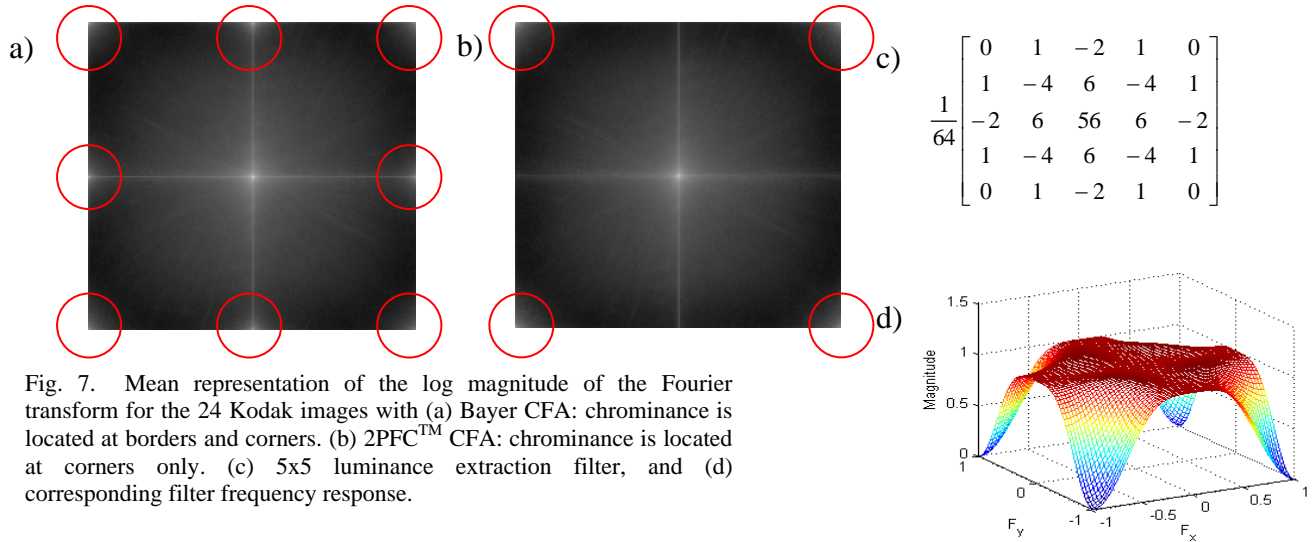 a)
b)
c)
1/64
0 1 −2 1 0
1 −4 6 −4 1
−2 6 56 6 −2
1 −4 6 −4 1
0 1 −2 1 0
d)
1.5
1
0.5
0
Magnitude
1
0
-1
F_y
-1
-0.5
0
0.5
1
F_x
Fig. 7. Mean representation of the log magnitude of the Fourier
transform for the 24 Kodak images with (a) Bayer CFA: chrominance is
located at borders and corners. (b) 2PFC™ CFA: chrominance is located
at corners only. (c) 5x5 luminance extraction filter, and (d)
corresponding filter frequency response.